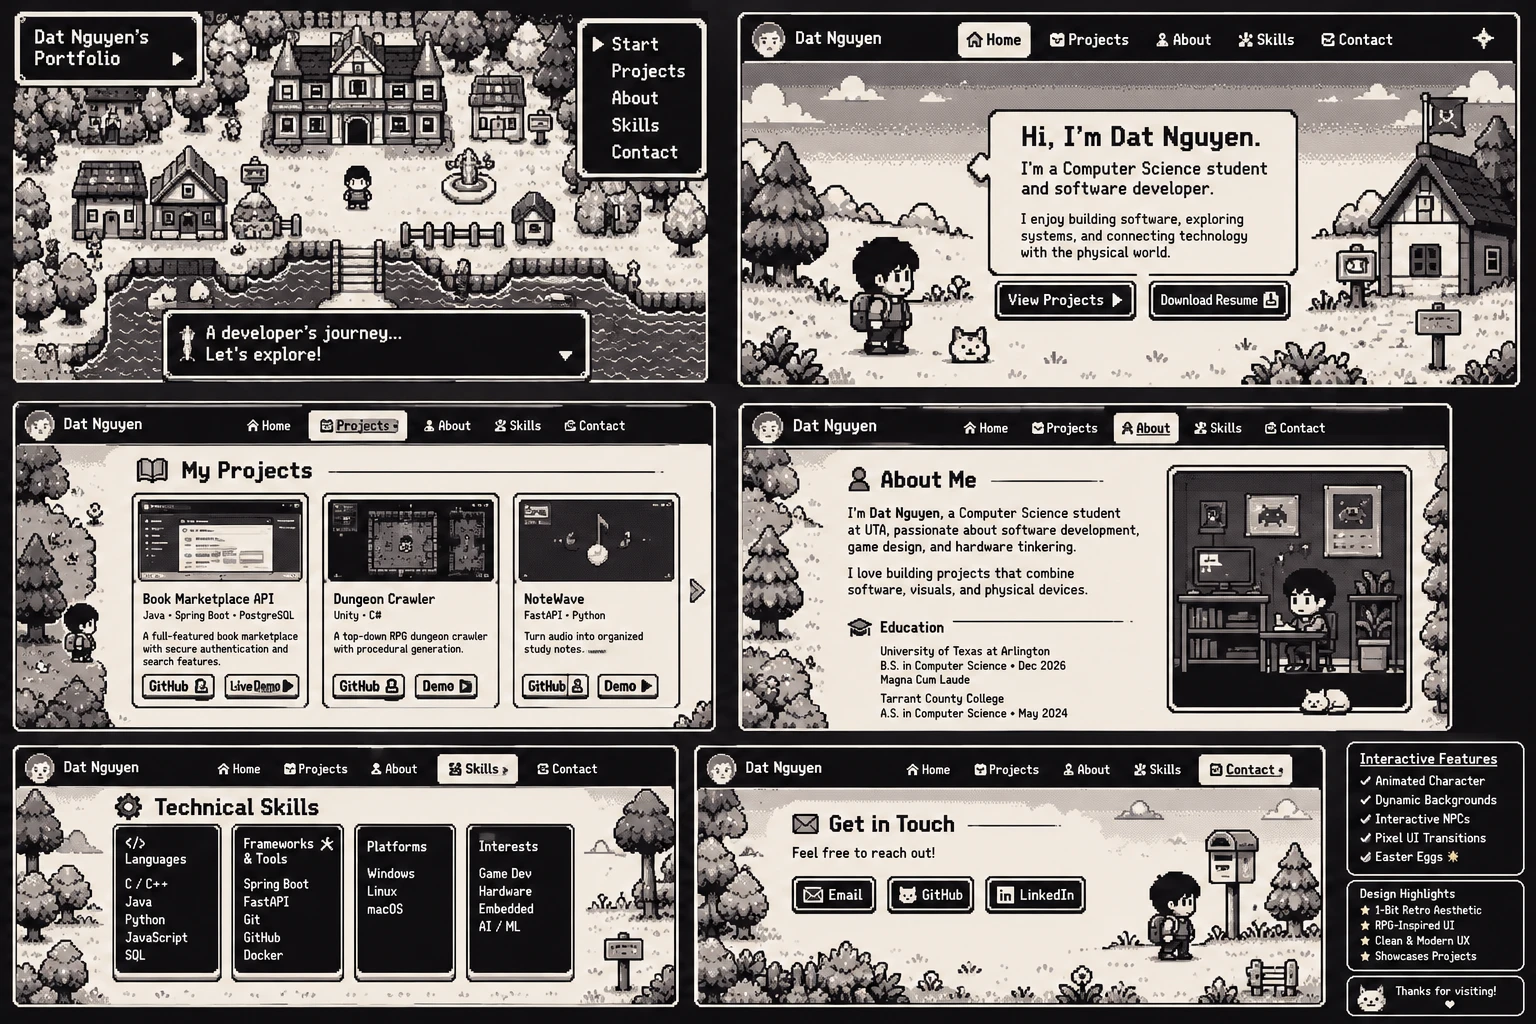 Dat Nguyen's
Portfolio
Start
Projects
About
Skills
Contact
A developer's journey...
Let's explore!
Dat Nguyen
Home
Projects
About
Skills
Contact
Hi, I'm Dat Nguyen.
I'm a Computer Science student
and software developer.
I enjoy building software, exploring
systems, and connecting technology
with the physical world.
View Projects
Download Resume
Dat Nguyen
Home
Projects
About
Skills
Contact
My Projects
Book Marketplace API
Java • Spring Boot • PostgreSQL
A full-featured book marketplace
with secure authentication and
search features.
GitHub
Live Demo
Dungeon Crawler
Unity • C#
A top-down RPG dungeon crawler
with procedural generation.
GitHub
Demo
NoteWave
FastAPI • Python
Turn audio into organized
study notes.
GitHub
Demo
Dat Nguyen
Home
Projects
About
Skills
Contact
About Me
I'm Dat Nguyen, a Computer Science student
at UTA, passionate about software development,
game design, and hardware tinkering.
I love building projects that combine
software, visuals, and physical devices.
Education
University of Texas at Arlington
B.S. in Computer Science • Dec 2026
Magna Cum Laude
Tarrant County College
A.S. in Computer Science • May 2024
Dat Nguyen
Home
Projects
About
Skills
Contact
Technical Skills
</>
Languages
C / C++
Java
Python
JavaScript
SQL
Frameworks
& Tools
Spring Boot
FastAPI
Git
GitHub
Docker
Platforms
Windows
Linux
macOS
Interests
Game Dev
Hardware
Embedded
AI / ML
Dat Nguyen
Home
Projects
About
Skills
Contact
Get in Touch
Feel free to reach out!
Email
GitHub
in LinkedIn
Interactive Features
Animated Character
Dynamic Backgrounds
Interactive NPCs
Pixel UI Transitions
Easter Eggs
Design Highlights
1-Bit Retro Aesthetic
RPG-Inspired UI
Clean & Modern UX
Showcases Projects
Thanks for visiting!